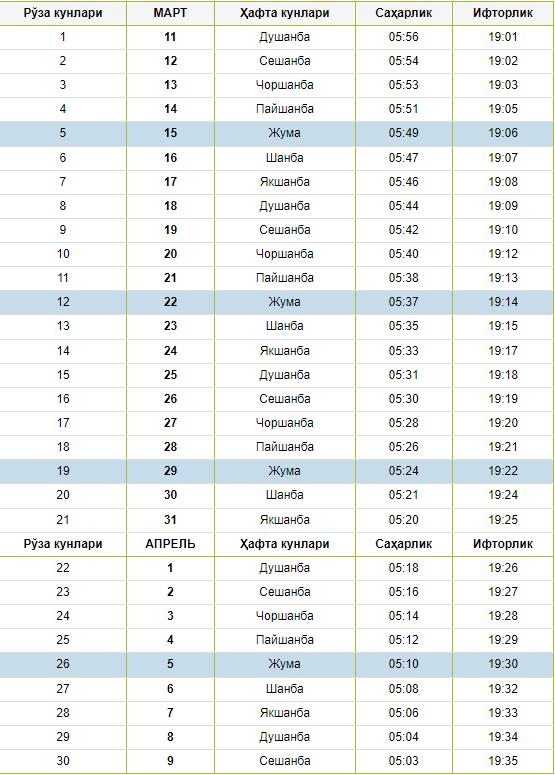 Рўза кунлари МАРТ Ҳафта кунлари Саҳарлик Ифторлик
1 11 Душанба 05:56 19:01
2 12 Сешанба 05:54 19:02
3 13 Чоршанба 05:53 19:03
4 14 Пайшанба 05:51 19:05
5 15 Жума 05:49 19:06
6 16 Шанба 05:47 19:07
7 17 Якшанба 05:46 19:08
8 18 Душанба 05:44 19:09
9 19 Сешанба 05:42 19:10
10 20 Чоршанба 05:40 19:12
11 21 Пайшанба 05:38 19:13
12 22 Жума 05:37 19:14
13 23 Шанба 05:35 19:15
14 24 Якшанба 05:33 19:17
15 25 Душанба 05:31 19:18
16 26 Сешанба 05:30 19:19
17 27 Чоршанба 05:28 19:20
18 28 Пайшанба 05:26 19:21
19 29 Жума 05:24 19:22
20 30 Шанба 05:21 19:24
21 31 Якшанба 05:20 19:25
Рўза кунлари АПРЕЛЬ Ҳафта кунлари Саҳарлик Ифторлик
22 1 Душанба 05:18 19:26
23 2 Сешанба 05:16 19:27
24 3 Чоршанба 05:14 19:28
25 4 Пайшанба 05:12 19:29
26 5 Жума 05:10 19:30
27 6 Шанба 05:08 19:32
28 7 Якшанба 05:06 19:33
29 8 Душанба 05:04 19:34
30 9 Сешанба 05:03 19:35